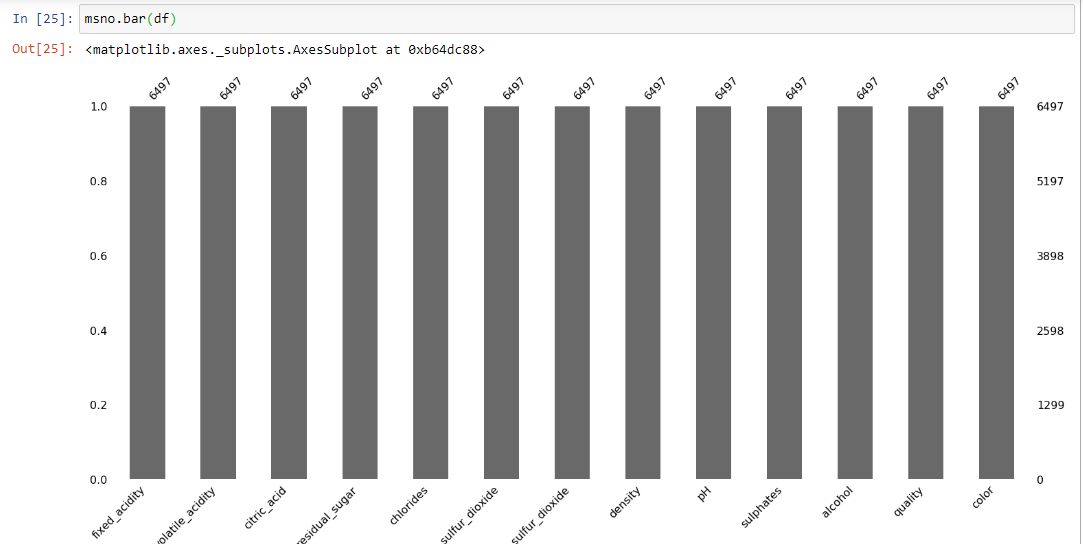 In [25]: msno.bar(df)
Out[25]: <matplotlib.axes._subplots.AxesSubplot at 0xb64dc88>
6497 6497 6497 6497 6497 6497 6497 6497 6497 6497 6497 6497 6497
1.0 6497
0.8 5197
0.6 3898
0.4 2598
0.2 1299
0.0 0
fixed_acidity volatile_acidity citric_acid residual_sugar chlorides sulfur_dioxide sulfur_dioxide density pH sulphates alcohol quality color